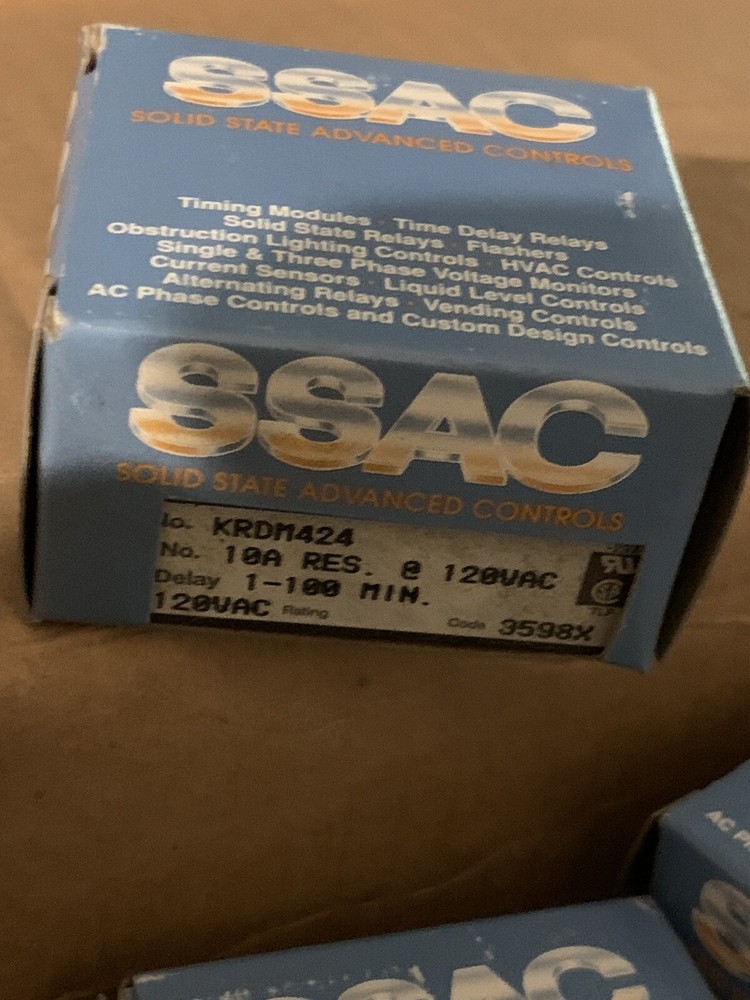 SSAC
SOLID STATE ADVANCED CONTROLS
Timing Modules · Time Delay Relays
Solid State Relays · Flashers
Obstruction Lighting Controls · HVAC Controls
Single & Three Phase Voltage Monitors
Current Sensors · Liquid Level Controls
Alternating Relays · Vending Controls
AC Phase Controls and Custom Design Controls
SSAC
SOLID STATE ADVANCED CONTROLS
lo. KRDM424
No. 10A RES. @ 120VAC
Delay 1-100 MIN.
120VAC Rating Code 3598X
AC P
SSAC